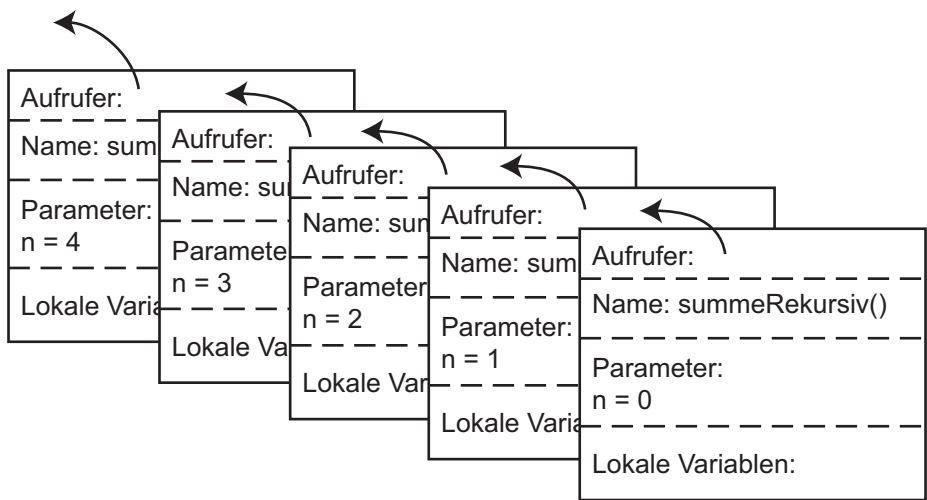 Aufrufer:
Name: sum
Parameter:
n = 4
Lokale Varia
Aufrufer:
Name: su
Paramete
n = 3
Lokale Va
Aufrufer:
Name: sum
Parameter
n = 2
Lokale Var
Aufrufer:
Name: sum
Parameter:
n = 1
Lokale Varia
Aufrufer:
Name: summeRekursiv()
Parameter:
n = 0
Lokale Variablen: